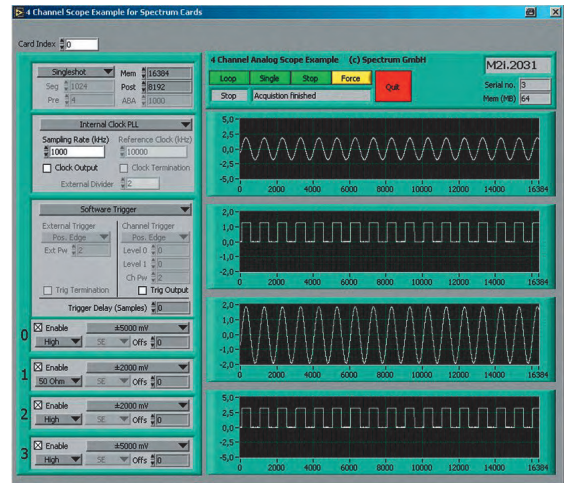 4 Channel Scope Example for Spectrum Cards
Card Index 0
Singleshot
Mem 16384
Seg 1024
Post 8192
Pre 4
ABA 1000
Internal Clock PLL
Sampling Rate (kHz)
Reference Clock (kHz)
1000
10000
Clock Output
Clock Termination
External Divider 2
Software Trigger
External Trigger
Channel Trigger
Pos. Edge
Pos. Edge
Ext Pw 2
Level 0 0
Level 1 0
Ch Pw 2
Trig Termination
Trig Output
Trigger Delay (Samples) 0
0
Enable
±5000 mV
High
SE
Offs 0
1
Enable
±2000 mV
50 Ohm
SE
Offs 0
2
Enable
±2000 mV
High
SE
Offs 0
3
Enable
±5000 mV
High
SE
Offs 0
4 Channel Analog Scope Example (c) Spectrum GmbH
Loop
Single
Stop
Force
Quit
Stop
Acquistion finished
M2i.2031
Serial no. 3
Mem (MB) 64
5,0
2,5
0,0
-2,5
-5,0
0 2000 4000 6000 8000 10000 12000 14000 16384
2,0
1,0
0,0
-1,0
-2,0
0 2000 4000 6000 8000 10000 12000 14000 16384
2,0
1,0
0,0
-1,0
-2,0
0 2000 4000 6000 8000 10000 12000 14000 16384
5,0
2,5
0,0
-2,5
-5,0
0 2000 4000 6000 8000 10000 12000 14000 16384